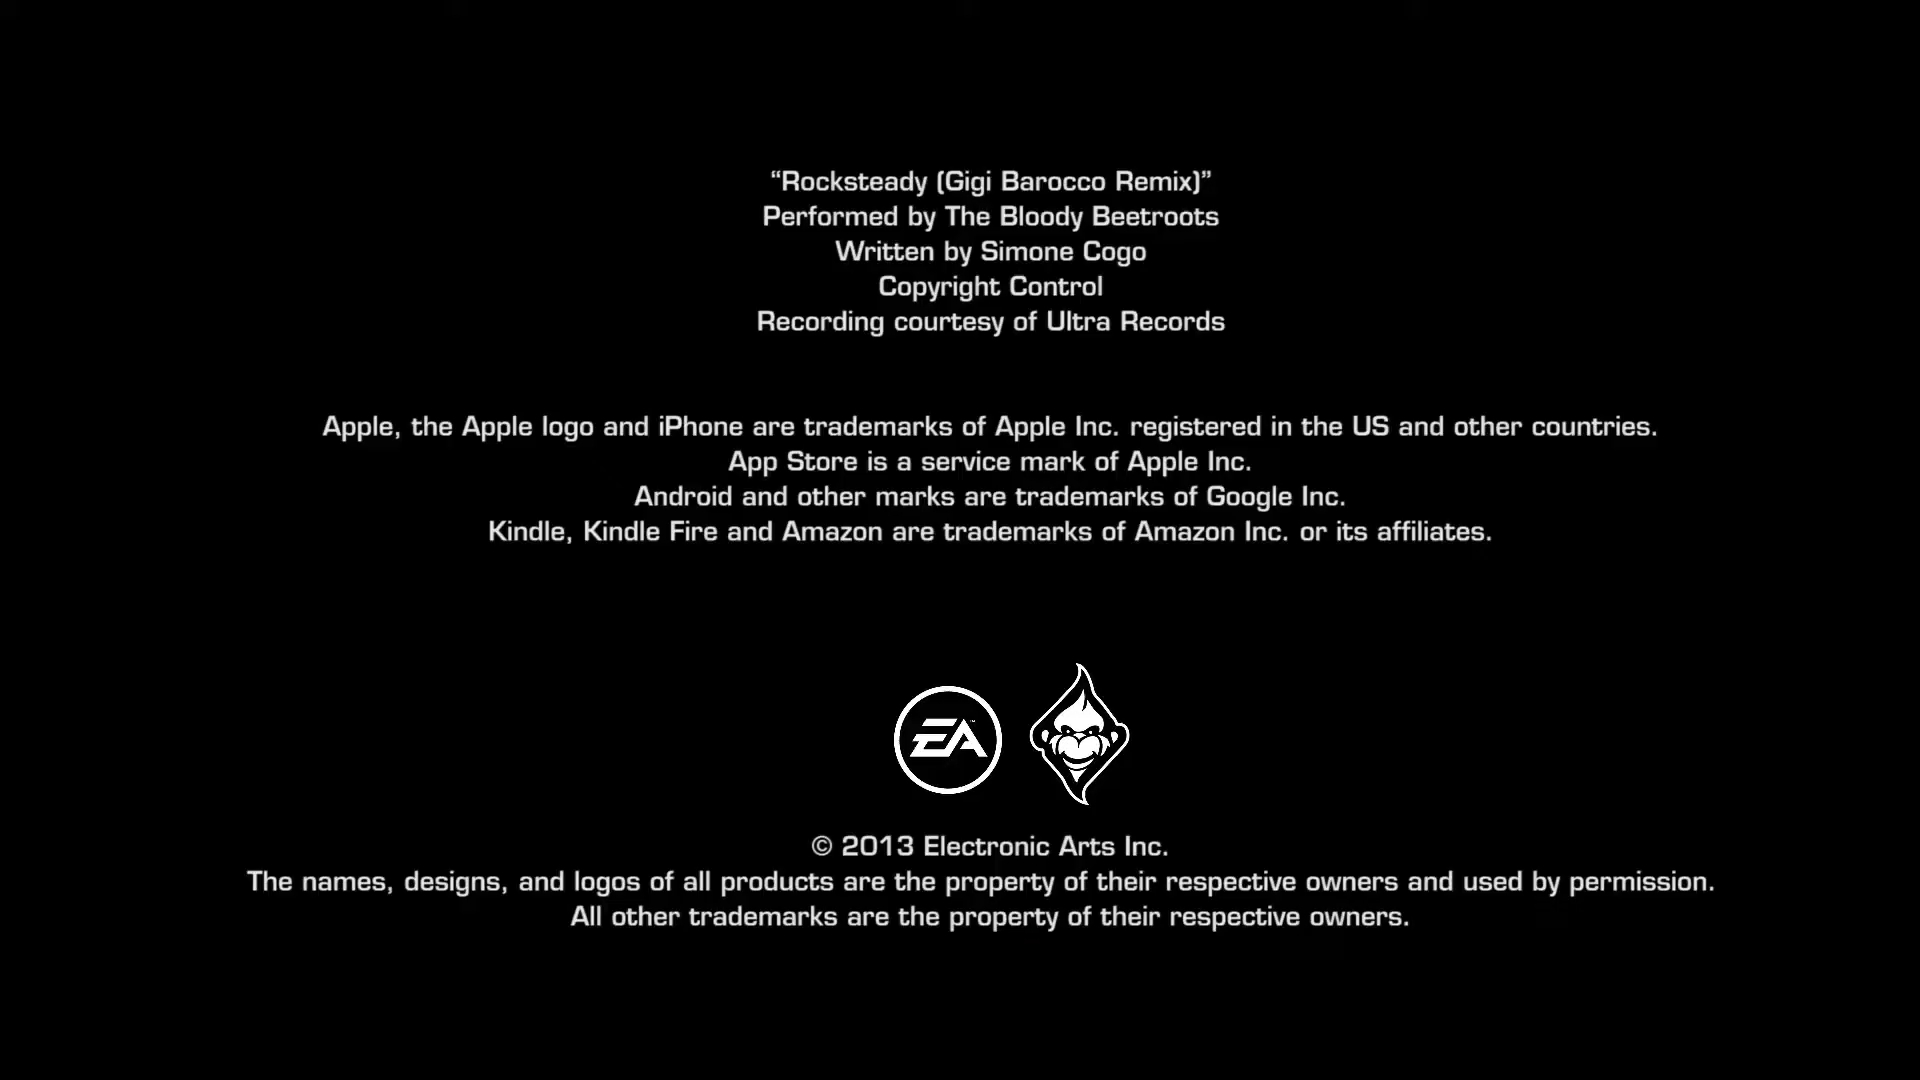 “Rocksteady (Gigi Barocco Remix)”
Performed by The Bloody Beetroots
Written by Simone Cogo
Copyright Control
Recording courtesy of Ultra Records
Apple, the Apple logo and iPhone are trademarks of Apple Inc. registered in the US and other countries.
App Store is a service mark of Apple Inc.
Android and other marks are trademarks of Google Inc.
Kindle, Kindle Fire and Amazon are trademarks of Amazon Inc. or its affiliates.
EA™
© 2013 Electronic Arts Inc.
The names, designs, and logos of all products are the property of their respective owners and used by permission.
All other trademarks are the property of their respective owners.